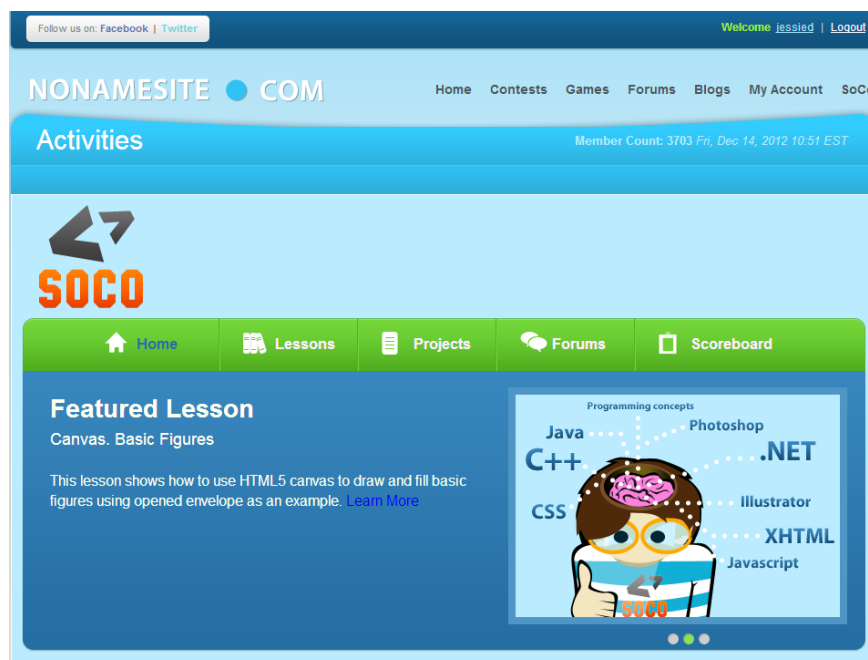 Follow us on: Facebook | Twitter
Welcome jessied | Logout
NONAMESITE COM
Home Contests Games Forums Blogs My Account
Activities
Member Count: 3703 Fri, Dec 14, 2012 10:51 EST
SOCO
Home Lessons Projects Forums Scoreboard
Featured Lesson
Canvas. Basic Figures
This lesson shows how to use HTML5 canvas to draw and fill basic
figures using opened envelope as an example. Learn More
Programming concepts
Java
Photoshop
C++
.NET
CSS
Illustrator
XHTML
Javascript
SOCO